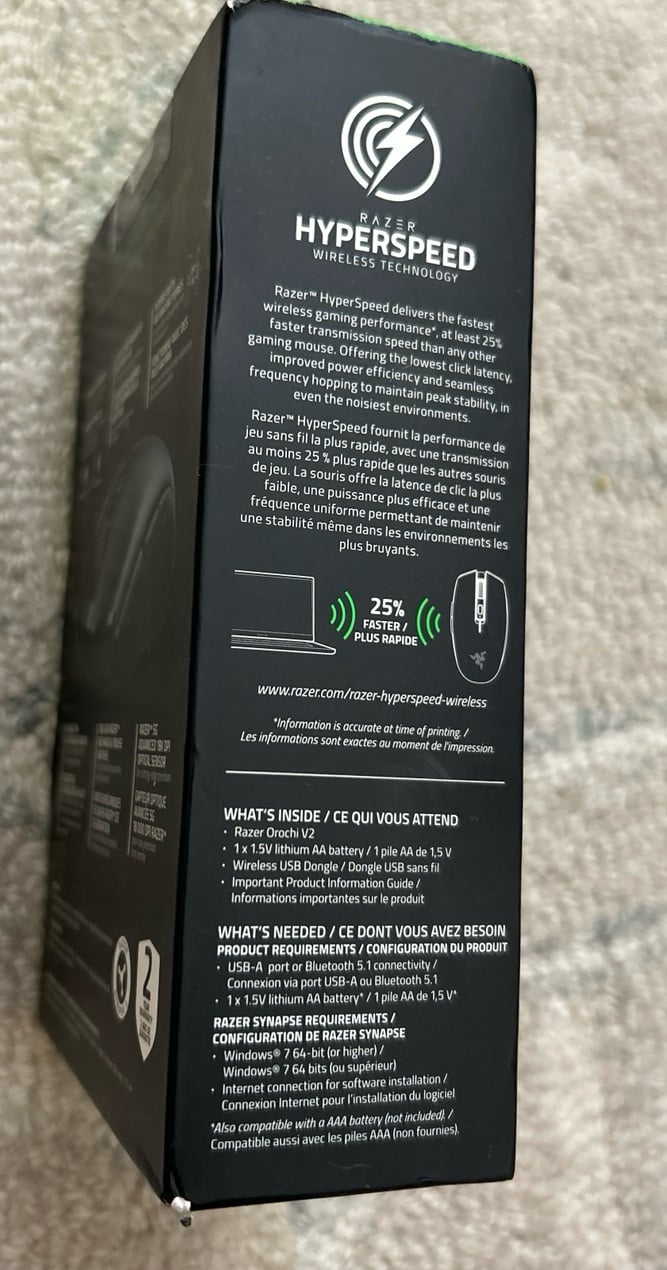 RAZER
HYPERSPEED
WIRELESS TECHNOLOGY
Razer™ HyperSpeed delivers the fastest
wireless gaming performance*, at least 25%
faster transmission speed than any other
gaming mouse. Offering the lowest click latency,
improved power efficiency and seamless
frequency hopping to maintain peak stability, in
even the noisiest environments.
Razer™ HyperSpeed fournit la performance de
jeu sans fil la plus rapide, avec une transmission
au moins 25 % plus rapide que les autres souris
de jeu. La souris offre la latence de clic la plus
faible, une puissance plus efficace et une
fréquence uniforme permettant de maintenir
une stabilité même dans les environnements les
plus bruyants.
25%
FASTER /
PLUS RAPIDE
www.razer.com/razer-hyperspeed-wireless
*Information is accurate at time of printing. /
Les informations sont exactes au moment de l'impression.
WHAT'S INSIDE / CE QUI VOUS ATTEND
• Razer Orochi V2
• 1 x 1.5V lithium AA battery / 1 pile AA de 1,5 V
• Wireless USB Dongle / Dongle USB sans fil
• Important Product Information Guide /
Informations importantes sur le produit
WHAT'S NEEDED / CE DONT VOUS AVEZ BESOIN
PRODUCT REQUIREMENTS / CONFIGURATION DU PRODUIT
• USB-A port or Bluetooth 5.1 connectivity /
Connexion via port USB-A ou Bluetooth 5.1
• 1 x 1.5V lithium AA battery* / 1 pile AA de 1,5 V*
RAZER SYNAPSE REQUIREMENTS /
CONFIGURATION DE RAZER SYNAPSE
• Windows® 7 64-bit (or higher) /
Windows® 7 64 bits (ou supérieur)
• Internet connection for software installation /
Connexion Internet pour l'installation du logiciel
*Also compatible with a AAA battery (not included). /
Compatible aussi avec les piles AAA (non fournies).
RAZER™ 5G
ADVANCED 18K DPI
OPTICAL SENSOR
CAPTEUR OPTIQUE
2